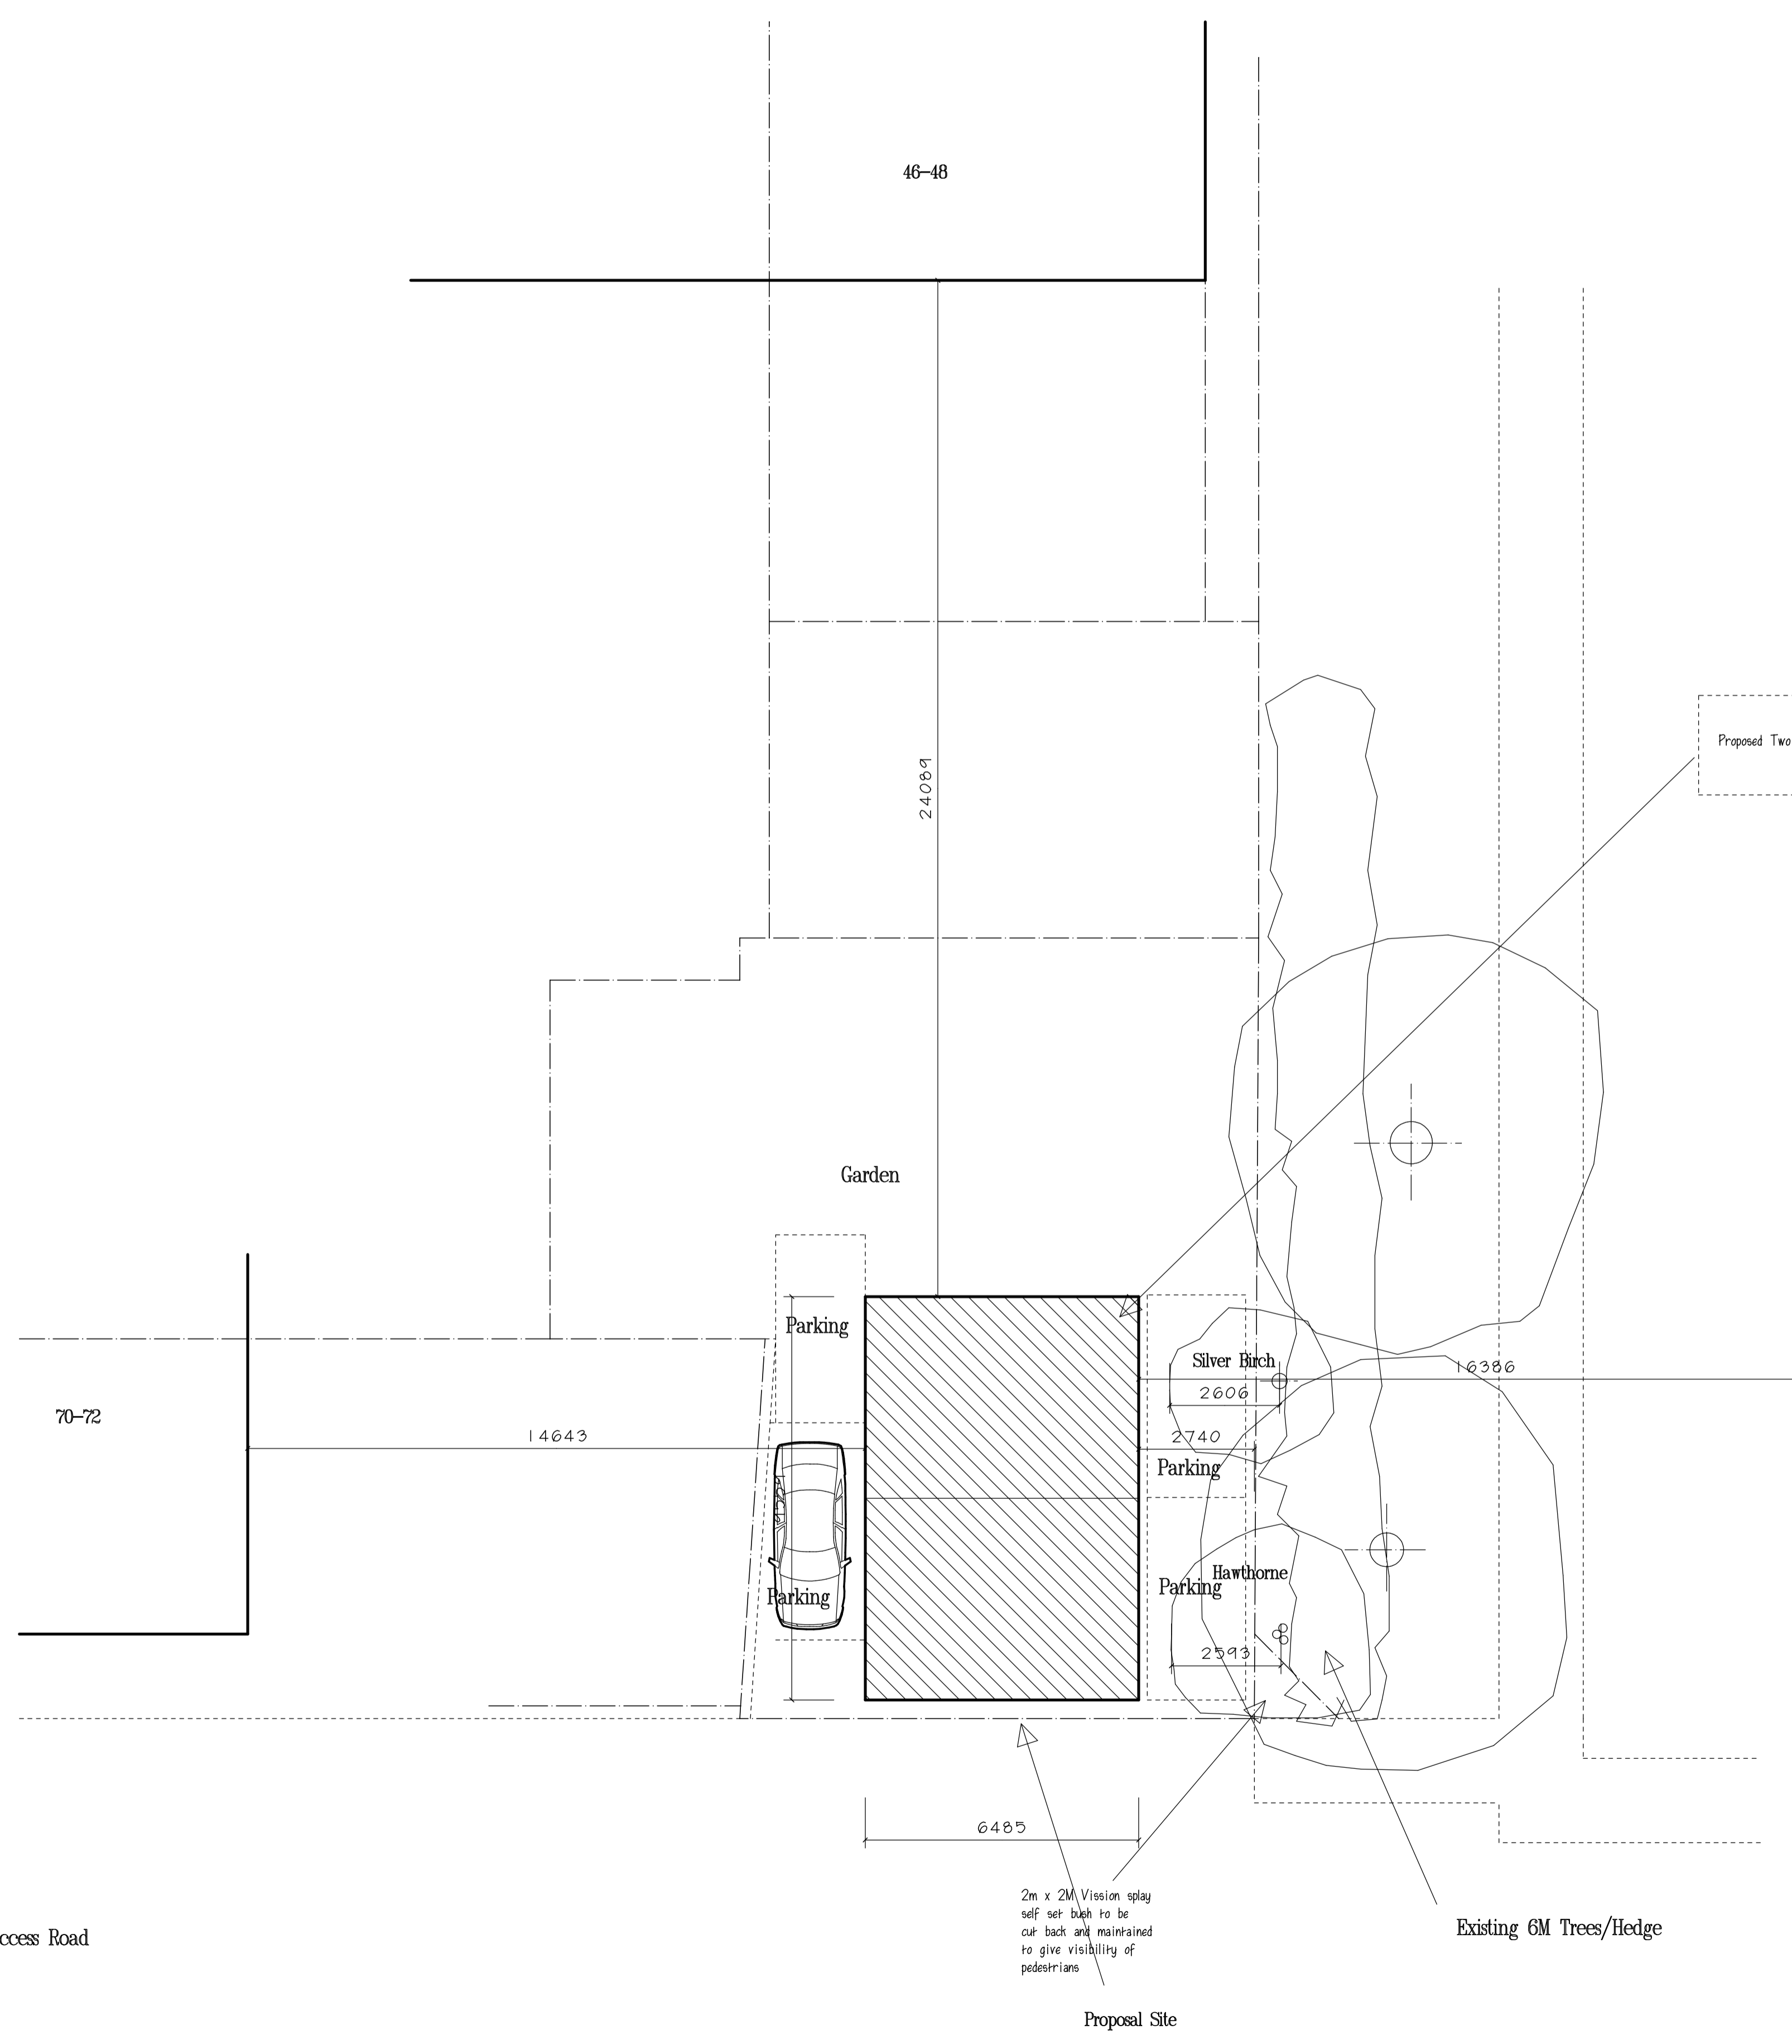 46-48
24089
Proposed Two
Garden
Parking
Silver Birch
16386
2606
70-72
14643
2740
Parking
Hawthorne
Parking
Parking
2593
6485
2m x 2M Vission splay
self set bush to be
cut back and maintained
to give visibility of
pedestrians
Existing 6M Trees/Hedge
ccess Road
Proposal Site